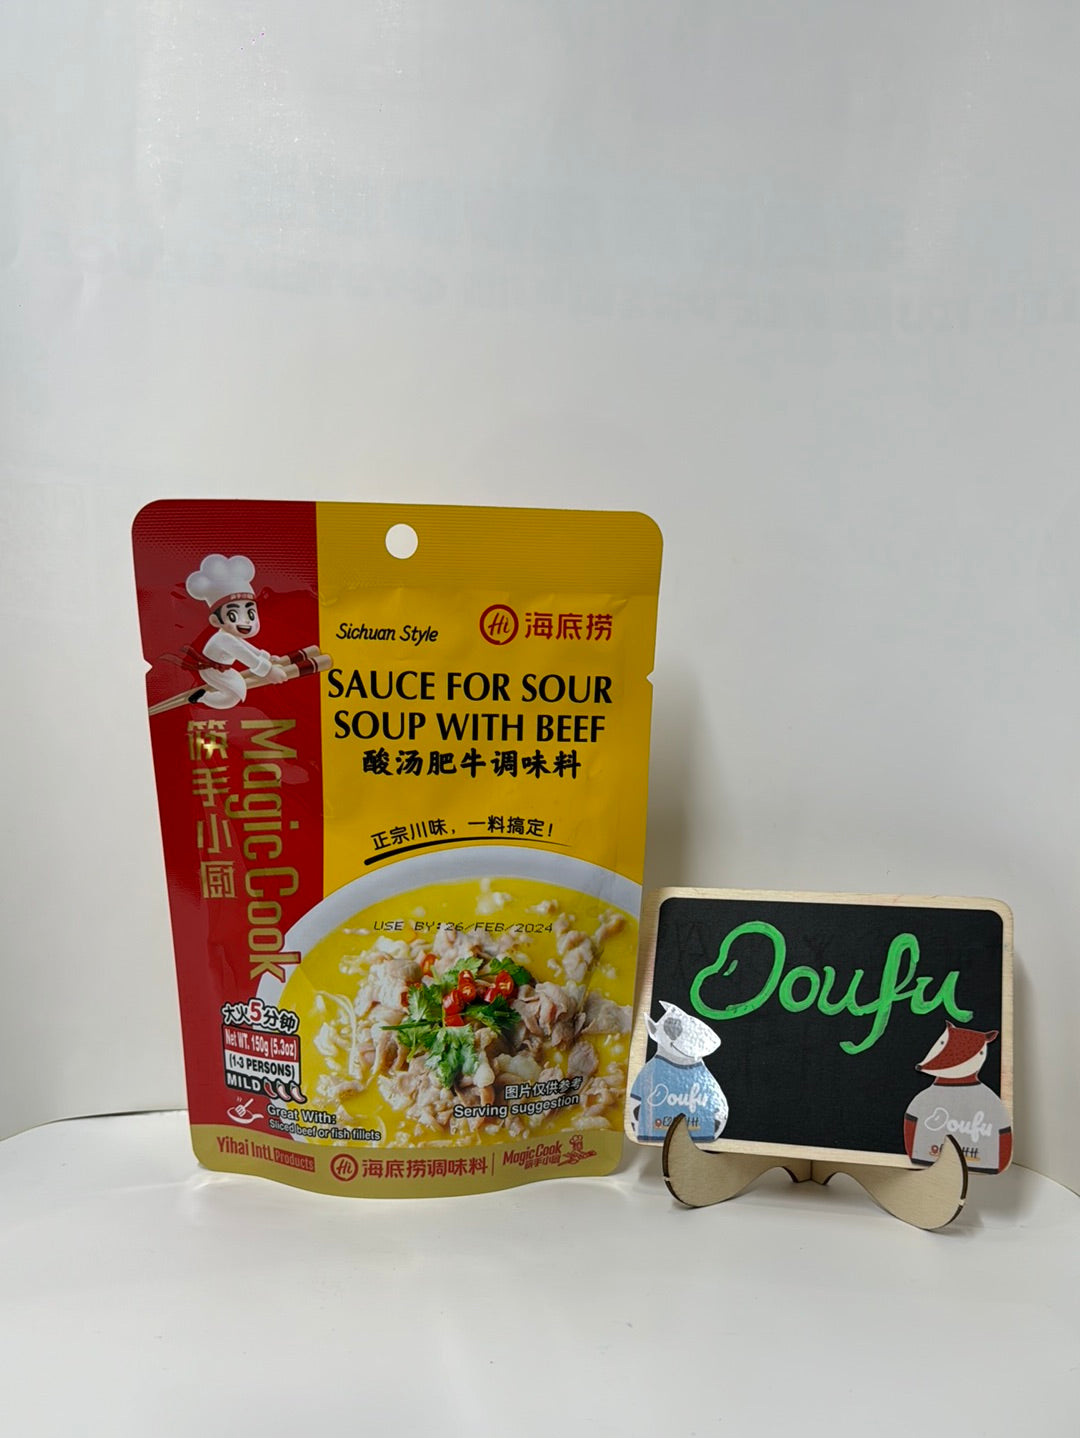 Sichuan Style
Hi 海底捞
SAUCE FOR SOUR
SOUP WITH BEEF
酸汤肥牛调味料
正宗川味，一料搞定！
筷手小厨
Magic Cook
USE BY: 26/FEB/2024
大火5分钟
Net WT. 150g (5.3oz)
(1-3 PERSONS)
MILD
Great With:
Sliced beef or fish fillets
图片仅供参考
Serving suggestion
Yihai Intl. Products
Hi 海底捞调味料
MagicCook
筷手小厨
Doufu
Doufu
Doufu